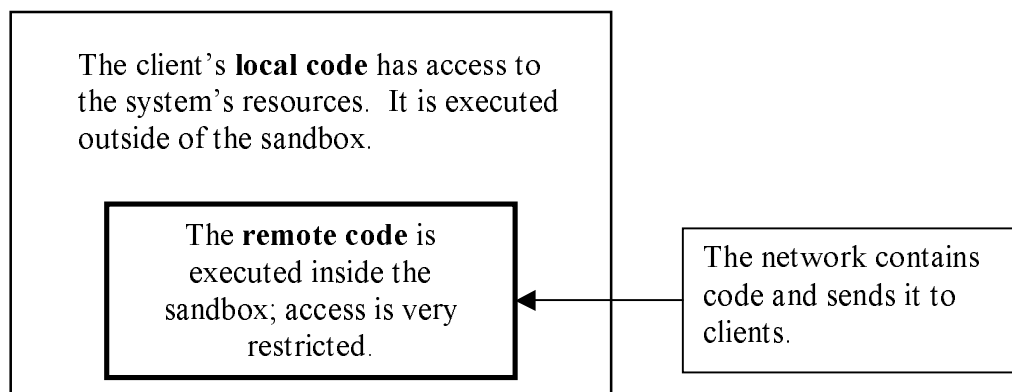 The client’s local code has access to
the system’s resources.  It is executed
outside of the sandbox.
The remote code is
executed inside the
sandbox; access is very
restricted.
The network contains
code and sends it to
clients.